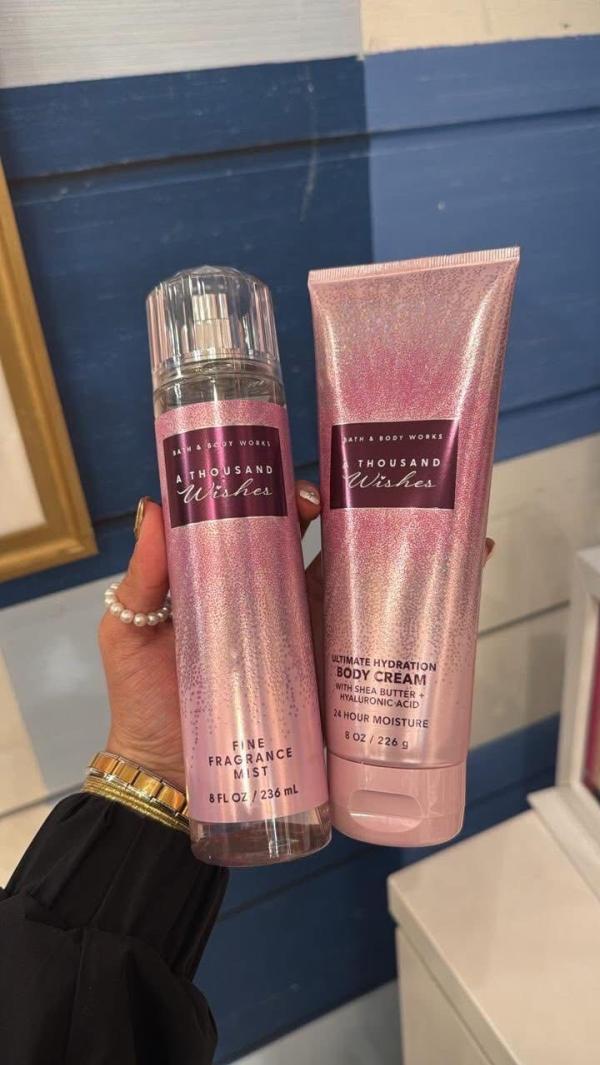 BATH & BODY WORKS
A THOUSAND
Wishes
FINE
FRAGRANCE
MIST
8 FL OZ / 236 mL
BATH & BODY WORKS
A THOUSAND
Wishes
ULTIMATE HYDRATION
BODY CREAM
WITH SHEA BUTTER +
HYALURONIC ACID
24 HOUR MOISTURE
8 OZ / 226 g